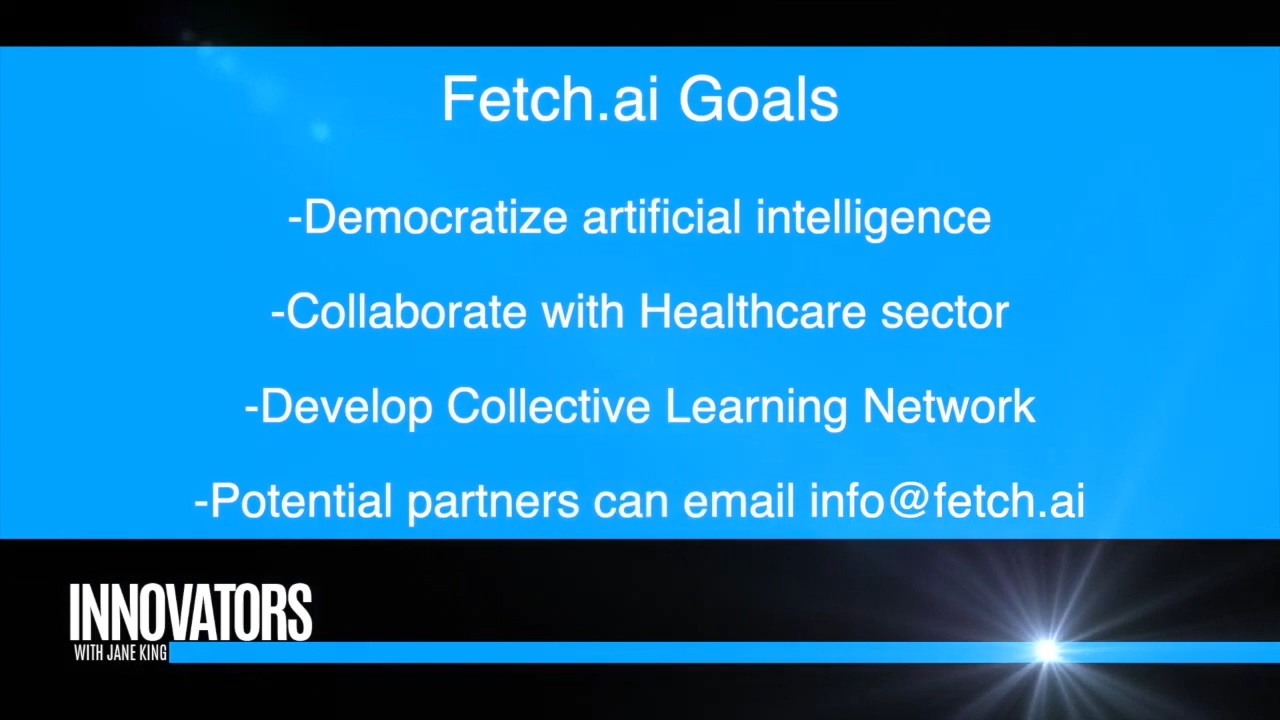 Fetch.ai Goals
-Democratize artificial intelligence
-Collaborate with Healthcare sector
-Develop Collective Learning Network
-Potential partners can email info@fetch.ai
INNOVATORS
WITH JANE KING